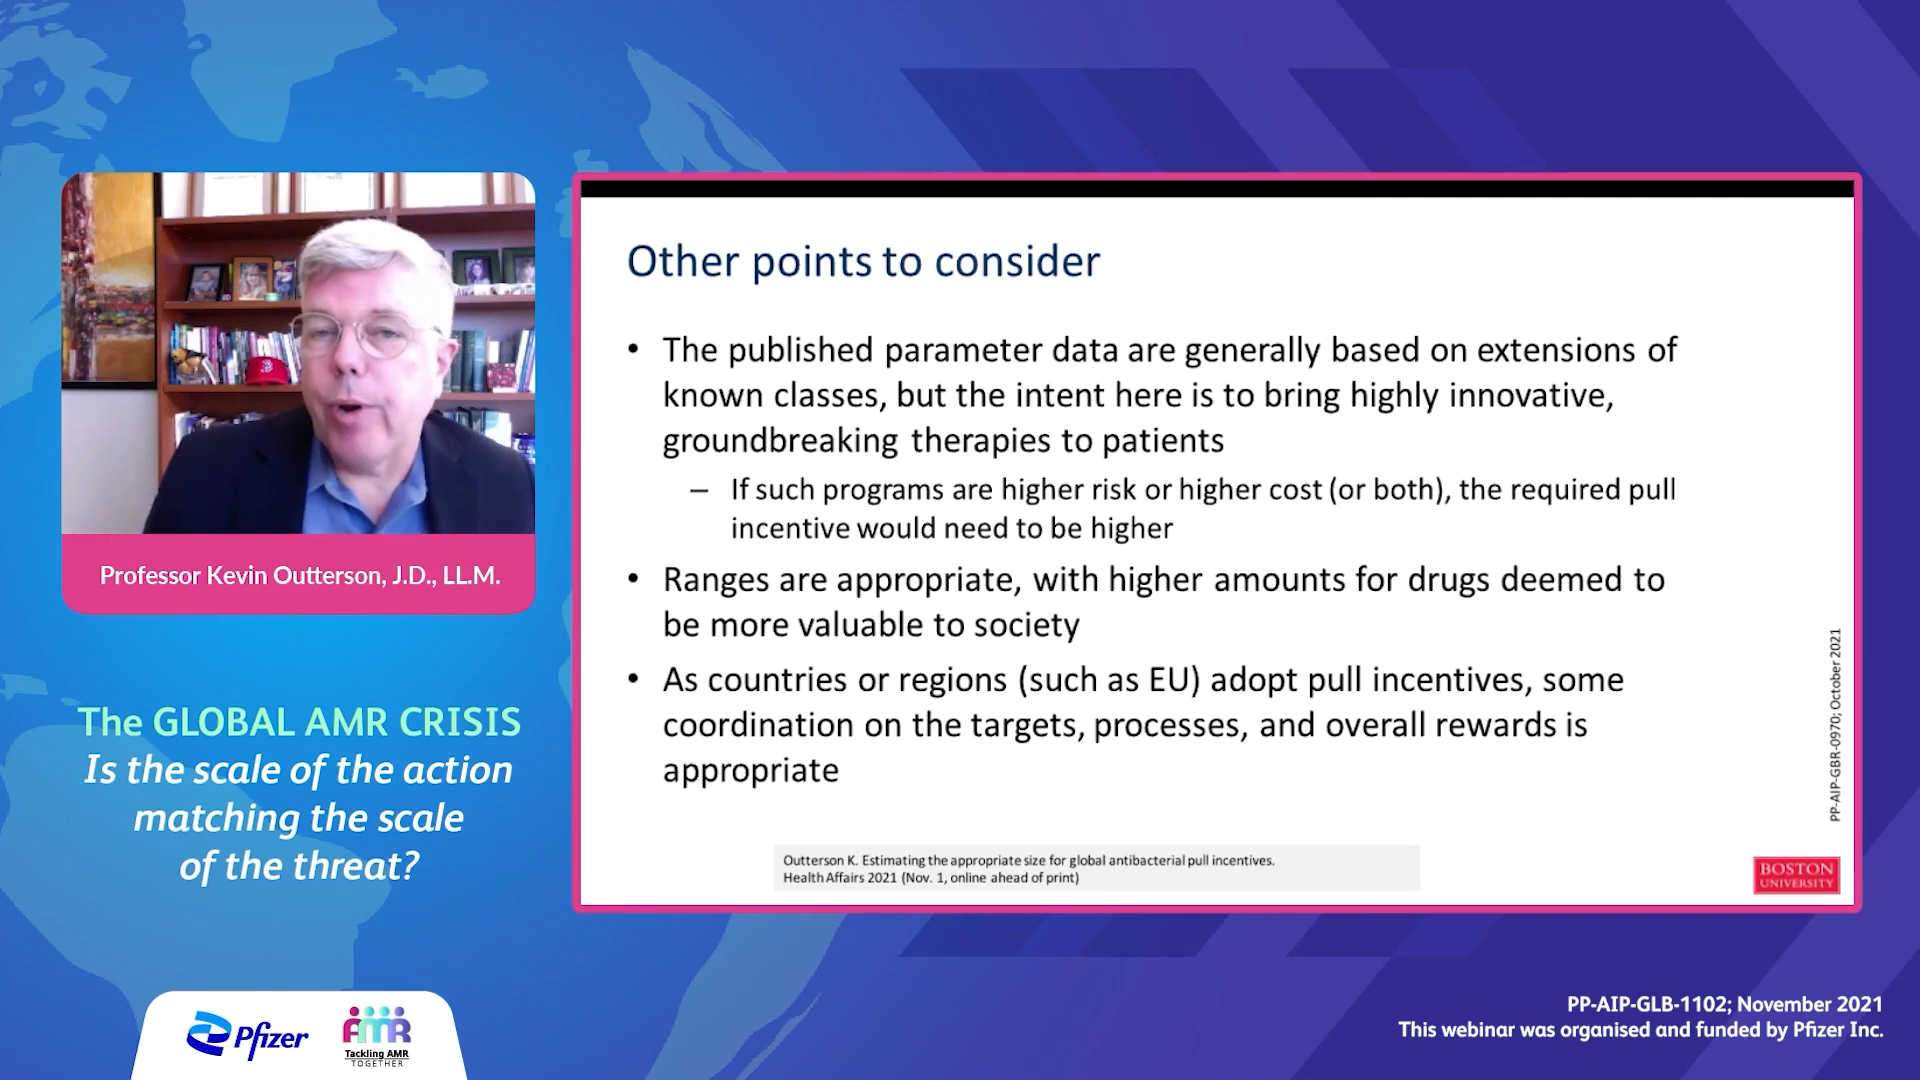 Professor Kevin Outterson, J.D., LL.M.
The GLOBAL AMR CRISIS
Is the scale of the action
matching the scale
of the threat?
Pfizer
AMR
Tackling AMR
TOGETHER
Other points to consider
• The published parameter data are generally based on extensions of
known classes, but the intent here is to bring highly innovative,
groundbreaking therapies to patients
– If such programs are higher risk or higher cost (or both), the required pull
incentive would need to be higher
• Ranges are appropriate, with higher amounts for drugs deemed to
be more valuable to society
• As countries or regions (such as EU) adopt pull incentives, some
coordination on the targets, processes, and overall rewards is
appropriate
Outterson K. Estimating the appropriate size for global antibacterial pull incentives.
Health Affairs 2021 (Nov. 1, online ahead of print)
PP-AIP-GBR-0970; October 2021
BOSTON
UNIVERSITY
PP-AIP-GLB-1102; November 2021
This webinar was organised and funded by Pfizer Inc.